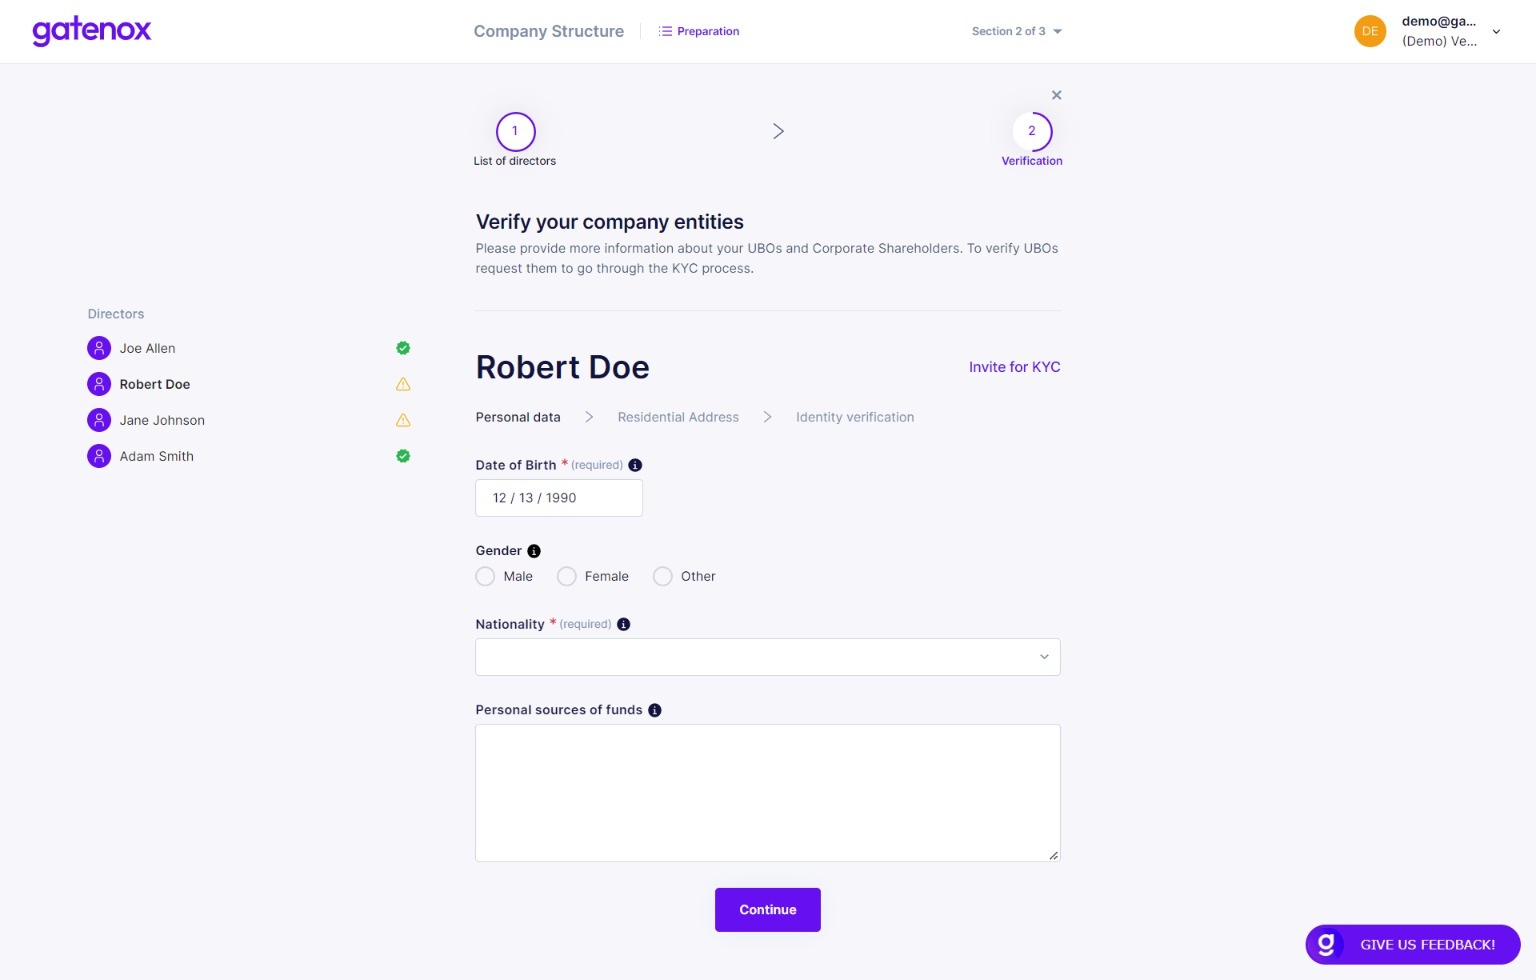 gatenox
Company Structure
Preparation
Section 2 of 3
DE
demo@ga...
(Demo) Ve...
1
List of directors
2
Verification
Verify your company entities
Please provide more information about your UBOs and Corporate Shareholders. To verify UBOs
request them to go through the KYC process.
Directors
Joe Allen
Robert Doe
Jane Johnson
Adam Smith
Robert Doe
Invite for KYC
Personal data
Residential Address
Identity verification
Date of Birth * (required)
12 / 13 / 1990
Gender
Male
Female
Other
Nationality * (required)
Personal sources of funds
Continue
g GIVE US FEEDBACK!